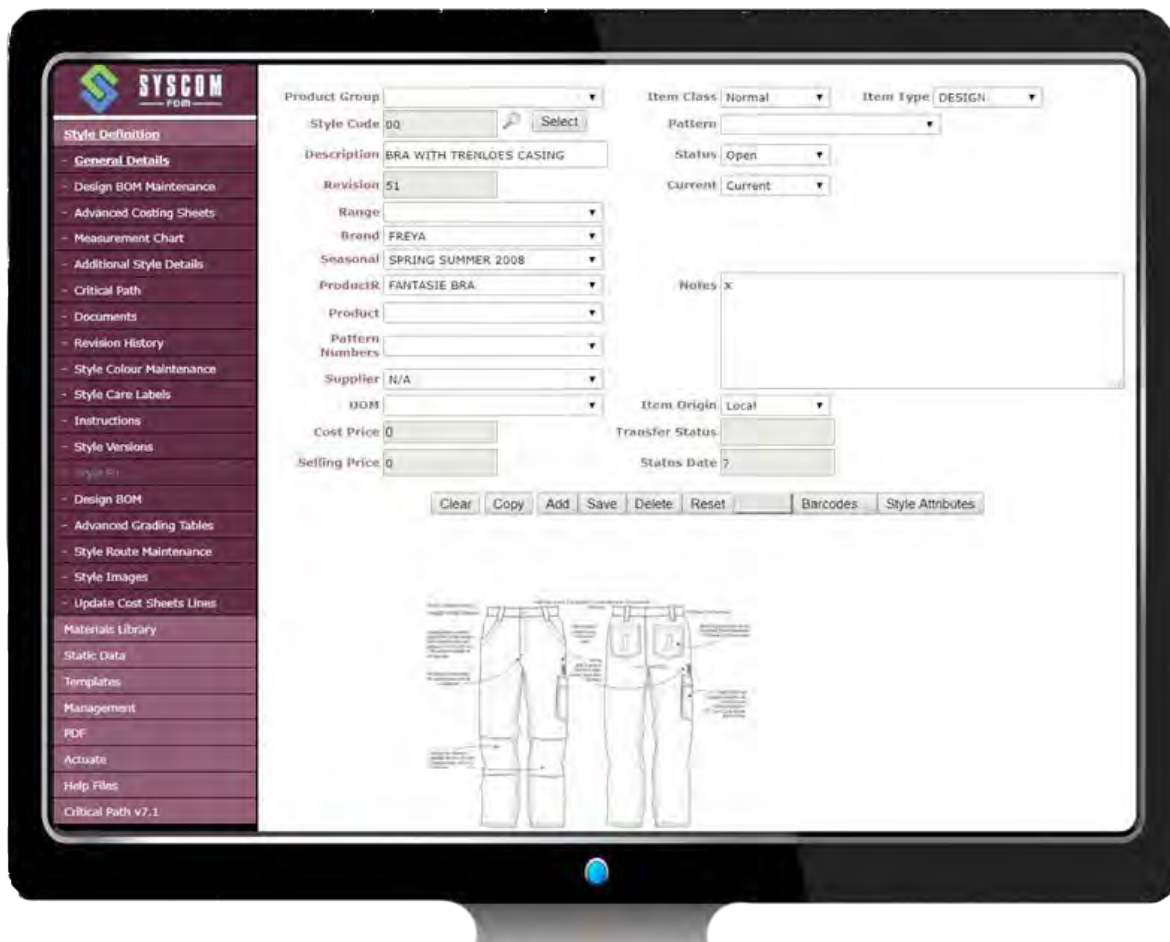 SYSCOM
PDM
Style Definition
- General Details
- Design BOM Maintenance
- Advanced Costing Sheets
- Measurement Chart
- Additional Style Details
- Critical Path
- Documents
- Revision History
- Style Colour Maintenance
- Style Care Labels
- Instructions
- Style Versions
- Design BOM
- Advanced Grading Tables
- Style Route Maintenance
- Style Images
- Update Cost Sheets Lines
Materials Library
Static Data
Templates
Management
PDF
Actuate
Help Files
Critical Path v7.1
Product Group Item Class Normal Item Type DESIGN
Style Code 00 Select Pattern
Description BRA WITH TRENLOES CASING Status Open
Revision 51 Current Current
Range
Brand FREYA
Seasonal SPRING SUMMER 2008
ProductR FANTASIE BRA Notes x
Product
Pattern
Numbers
Supplier N/A
UOM Item Origin Local
Cost Price 0 Transfer Status
Selling Price 0 Status Date ?
Clear Copy Add Save Delete Reset Barcodes Style Attributes